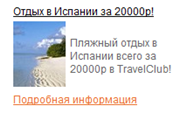 Отдых в Испании за 20000р!
Пляжный отдых в
Испании всего за
20000р в TravelClub!
Подробная информация